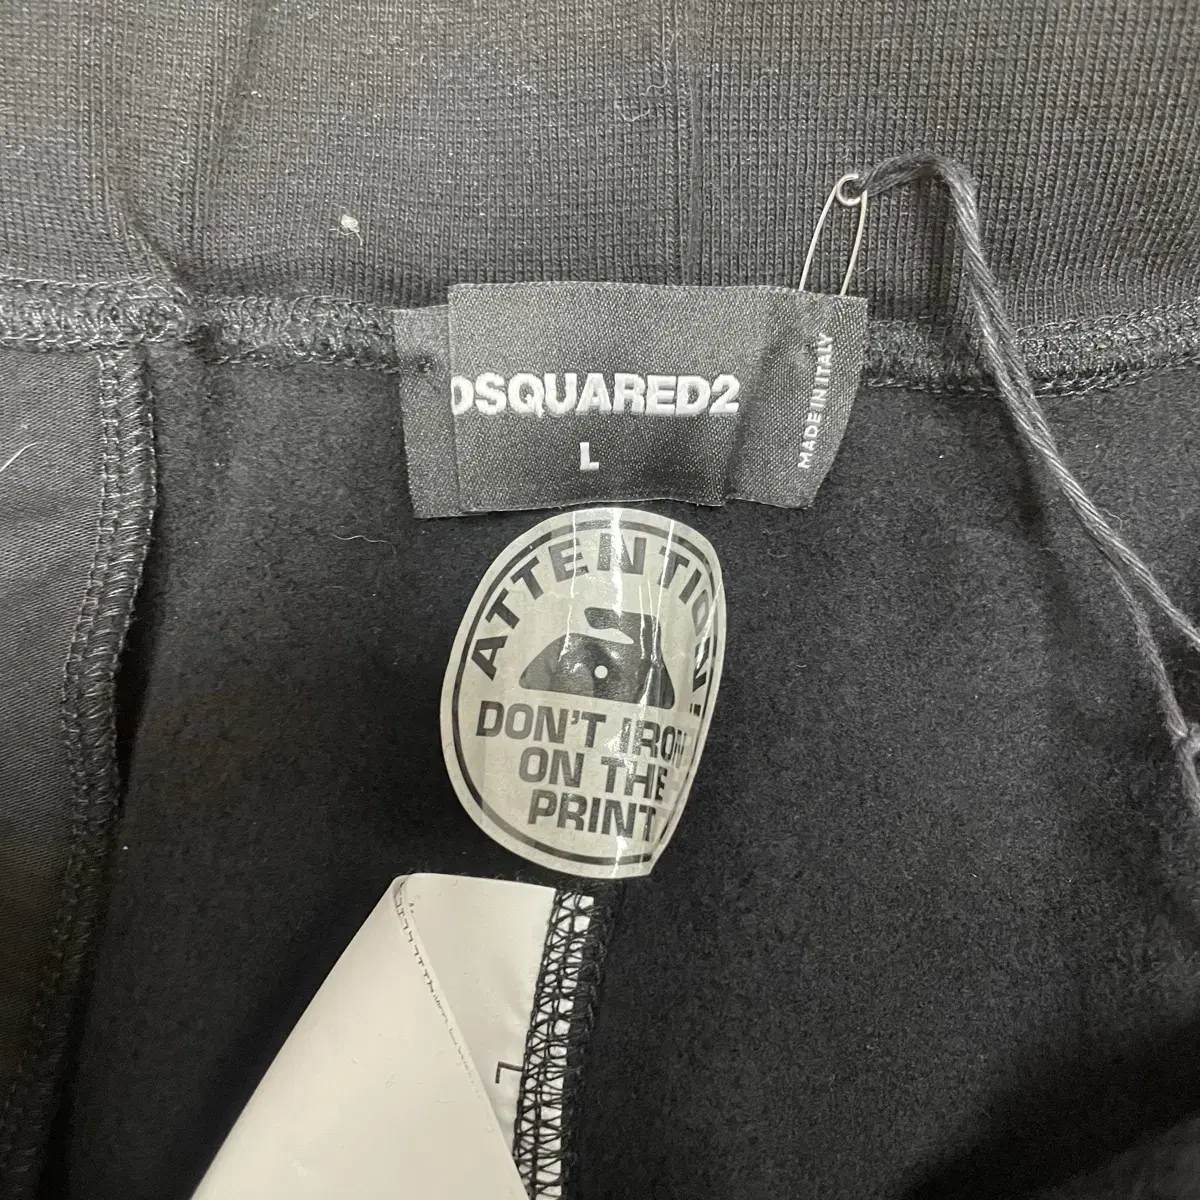 DSQUARED2
L
MADE IN ITALY
ATTENTION!
DON'T IRON
ON THE
PRINT
L